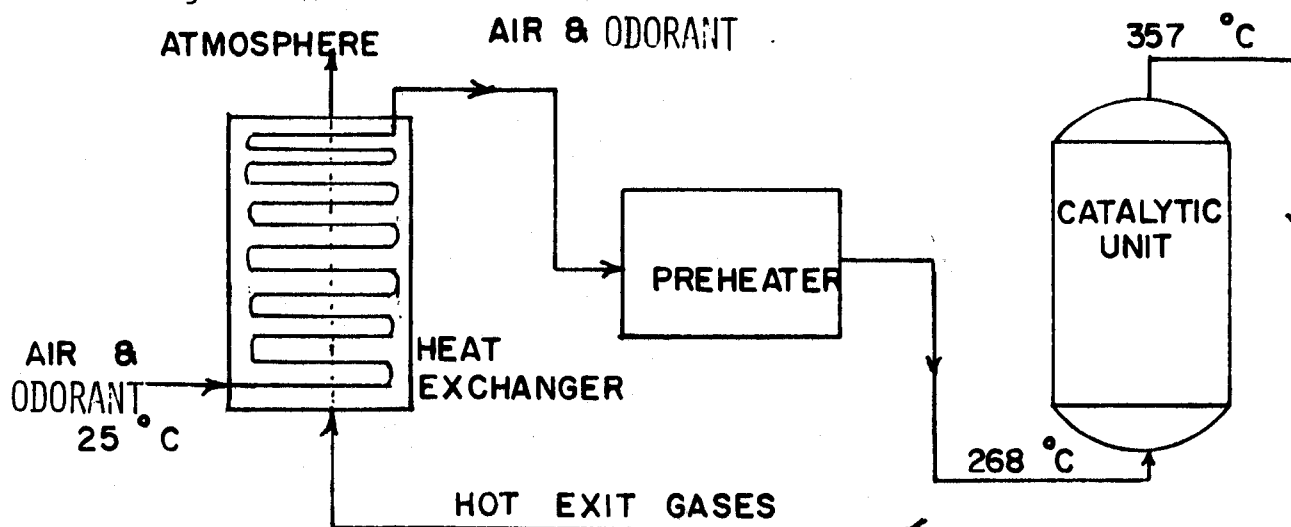 ATMOSPHERE
AIR & ODORANT
357 °C
CATALYTIC
UNIT
PREHEATER
HEAT
EXCHANGER
AIR &
ODORANT
25 °C
268 °C
HOT EXIT GASES